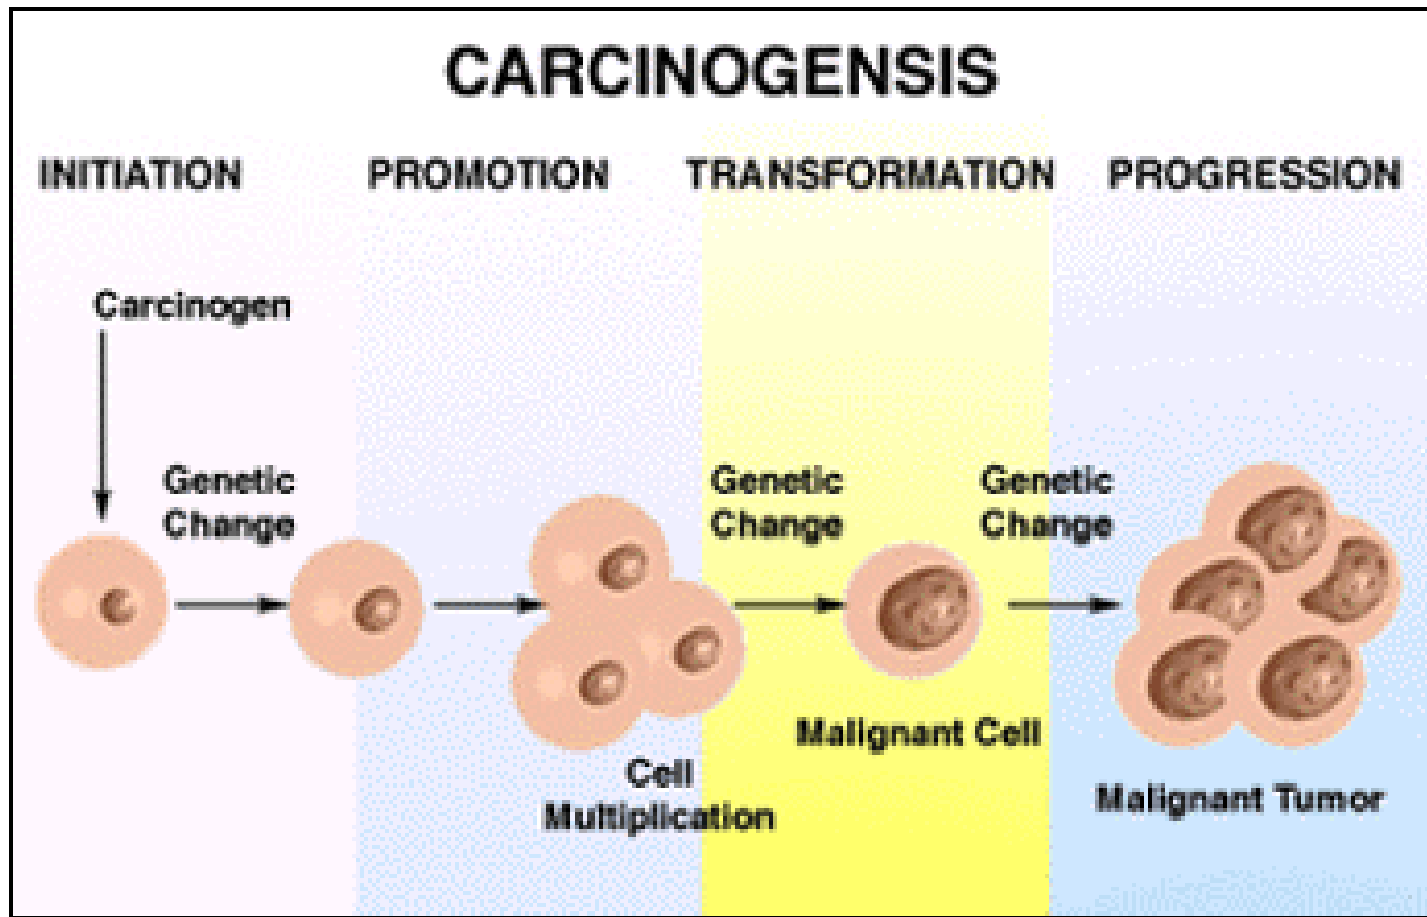 CARCINOGENSIS
INITIATION PROMOTION TRANSFORMATION PROGRESSION
Carcinogen
Genetic
Change
Genetic
Change
Genetic
Change
Malignant Cell
Cell
Multiplication
Malignant Tumor